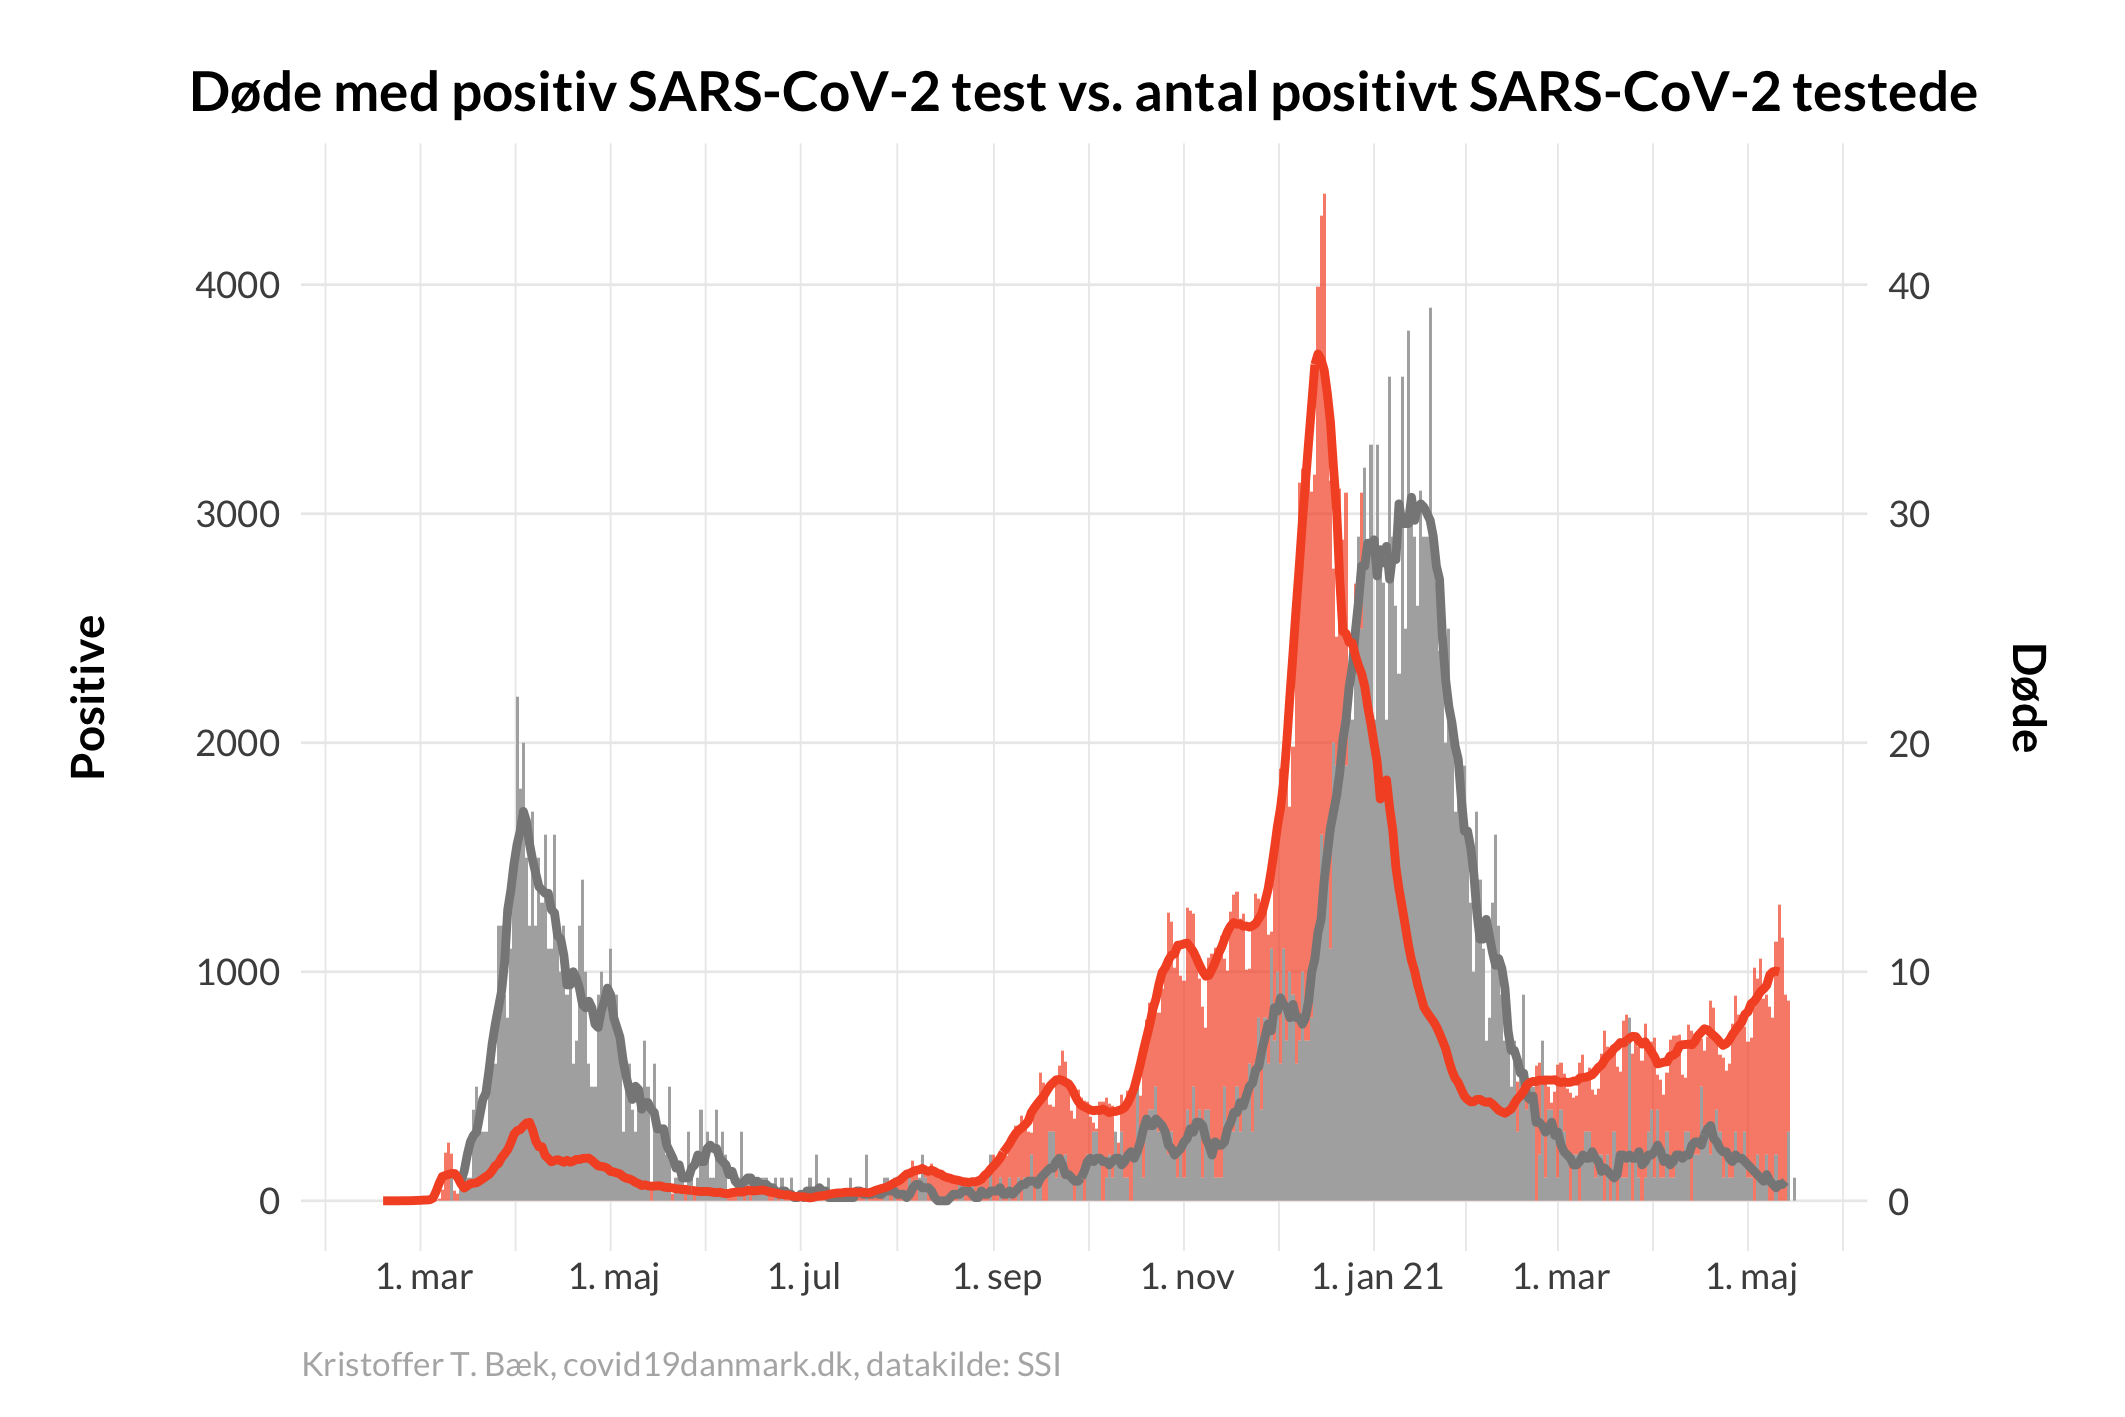 Døde med positiv SARS-CoV-2 test vs. antal positivt SARS-CoV-2 testede
4000
3000
2000
1000
0
Positive
40
30
20
10
0
Døde
1. mar
1. maj
1. jul
1. sep
1. nov
1. jan 21
1. mar
1. maj
Kristoffer T. Bæk, covid19danmark.dk, datakilde: SSI